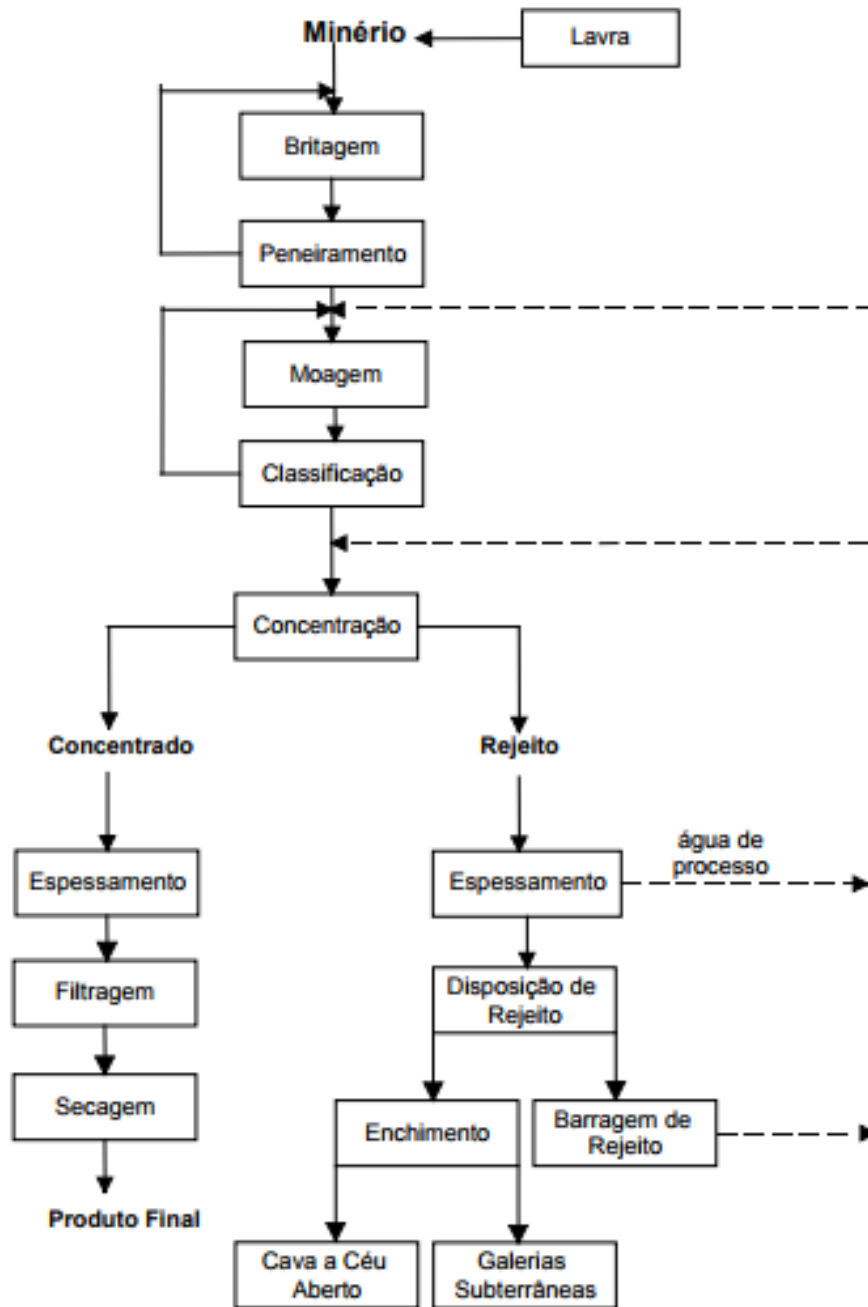 Minério
Lavra
Britagem
Peneiramento
Moagem
Classificação
Concentração
Concentrado
Rejeito
água de
processo
Espessamento
Espessamento
Filtragem
Disposição de
Rejeito
Secagem
Enchimento
Barragem de
Rejeito
Produto Final
Cava a Céu
Aberto
Galerias
Subterrâneas